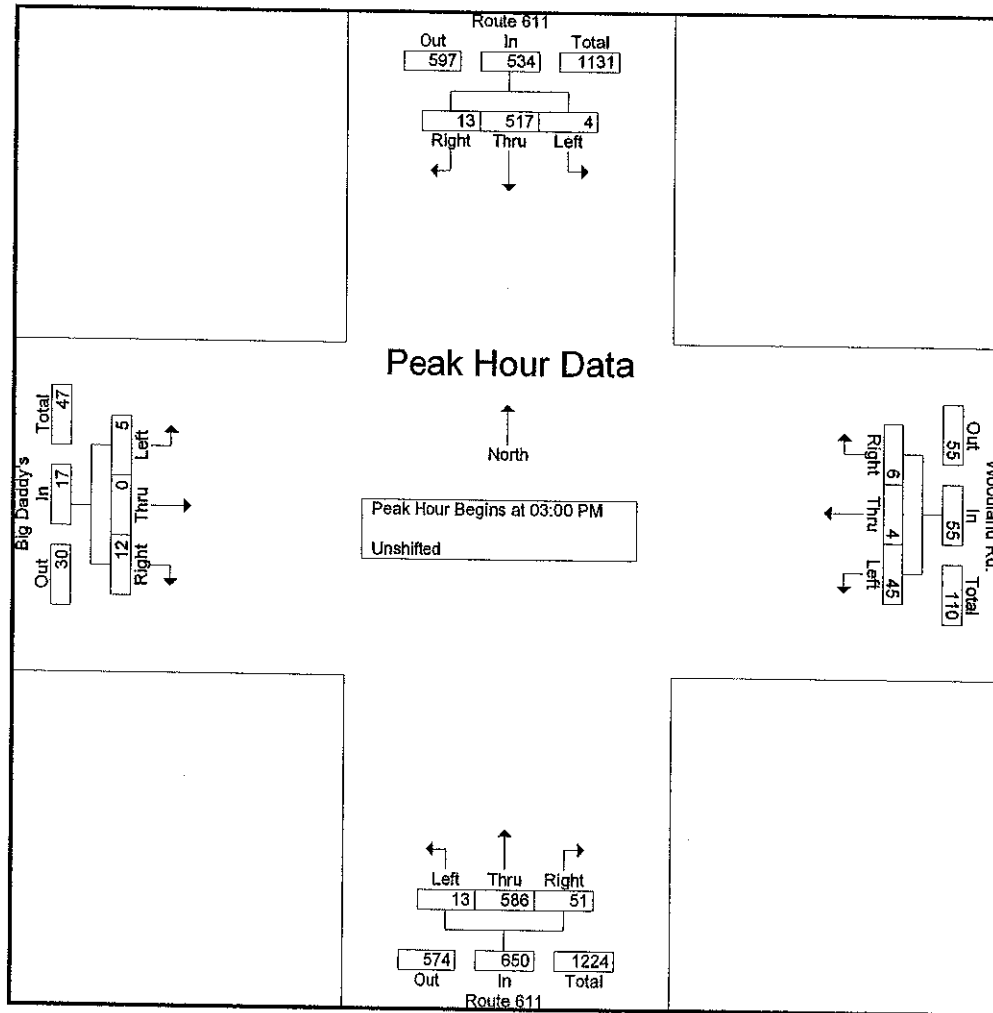 Route 611
Out In Total
597 534 1131
13 517 4
Right Thru Left
Peak Hour Data
North
Peak Hour Begins at 03:00 PM
Unshifted
Big Daddy's
Out In Total
30 17 47
12 0 5
Right Thru Left
Woodland Rd.
Out In Total
55 55 110
6 4 45
Right Thru Left
Left Thru Right
13 586 51
574 650 1224
Out In Total
Route 611